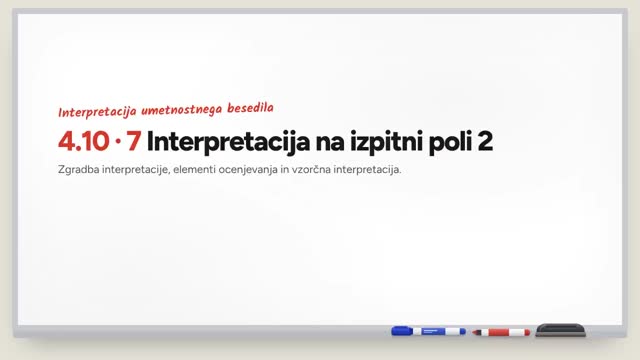 Interpretacija umetnostnega besedila
4.10 · 7 Interpretacija na izpitni poli 2
Zgradba interpretacije, elementi ocenjevanja in vzorčna interpretacija.